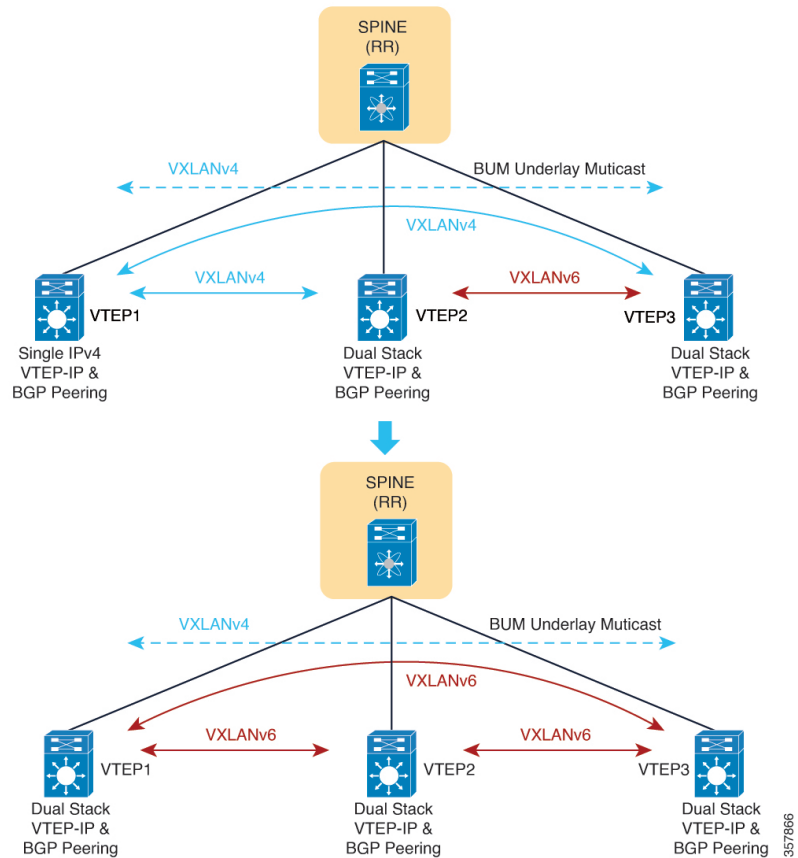 SPINE
(RR)
VXLANv4
BUM Underlay Muticast
VXLANv4
VXLANv4
VXLANv6
VTEP1
VTEP2
VTEP3
Single IPv4
VTEP-IP &
BGP Peering
Dual Stack
VTEP-IP &
BGP Peering
Dual Stack
VTEP-IP &
BGP Peering
SPINE
(RR)
VXLANv4
BUM Underlay Muticast
VXLANv6
VXLANv6
VXLANv6
VTEP1
VTEP2
VTEP3
Dual Stack
VTEP-IP &
BGP Peering
Dual Stack
VTEP-IP &
BGP Peering
Dual Stack
VTEP-IP &
BGP Peering
357866